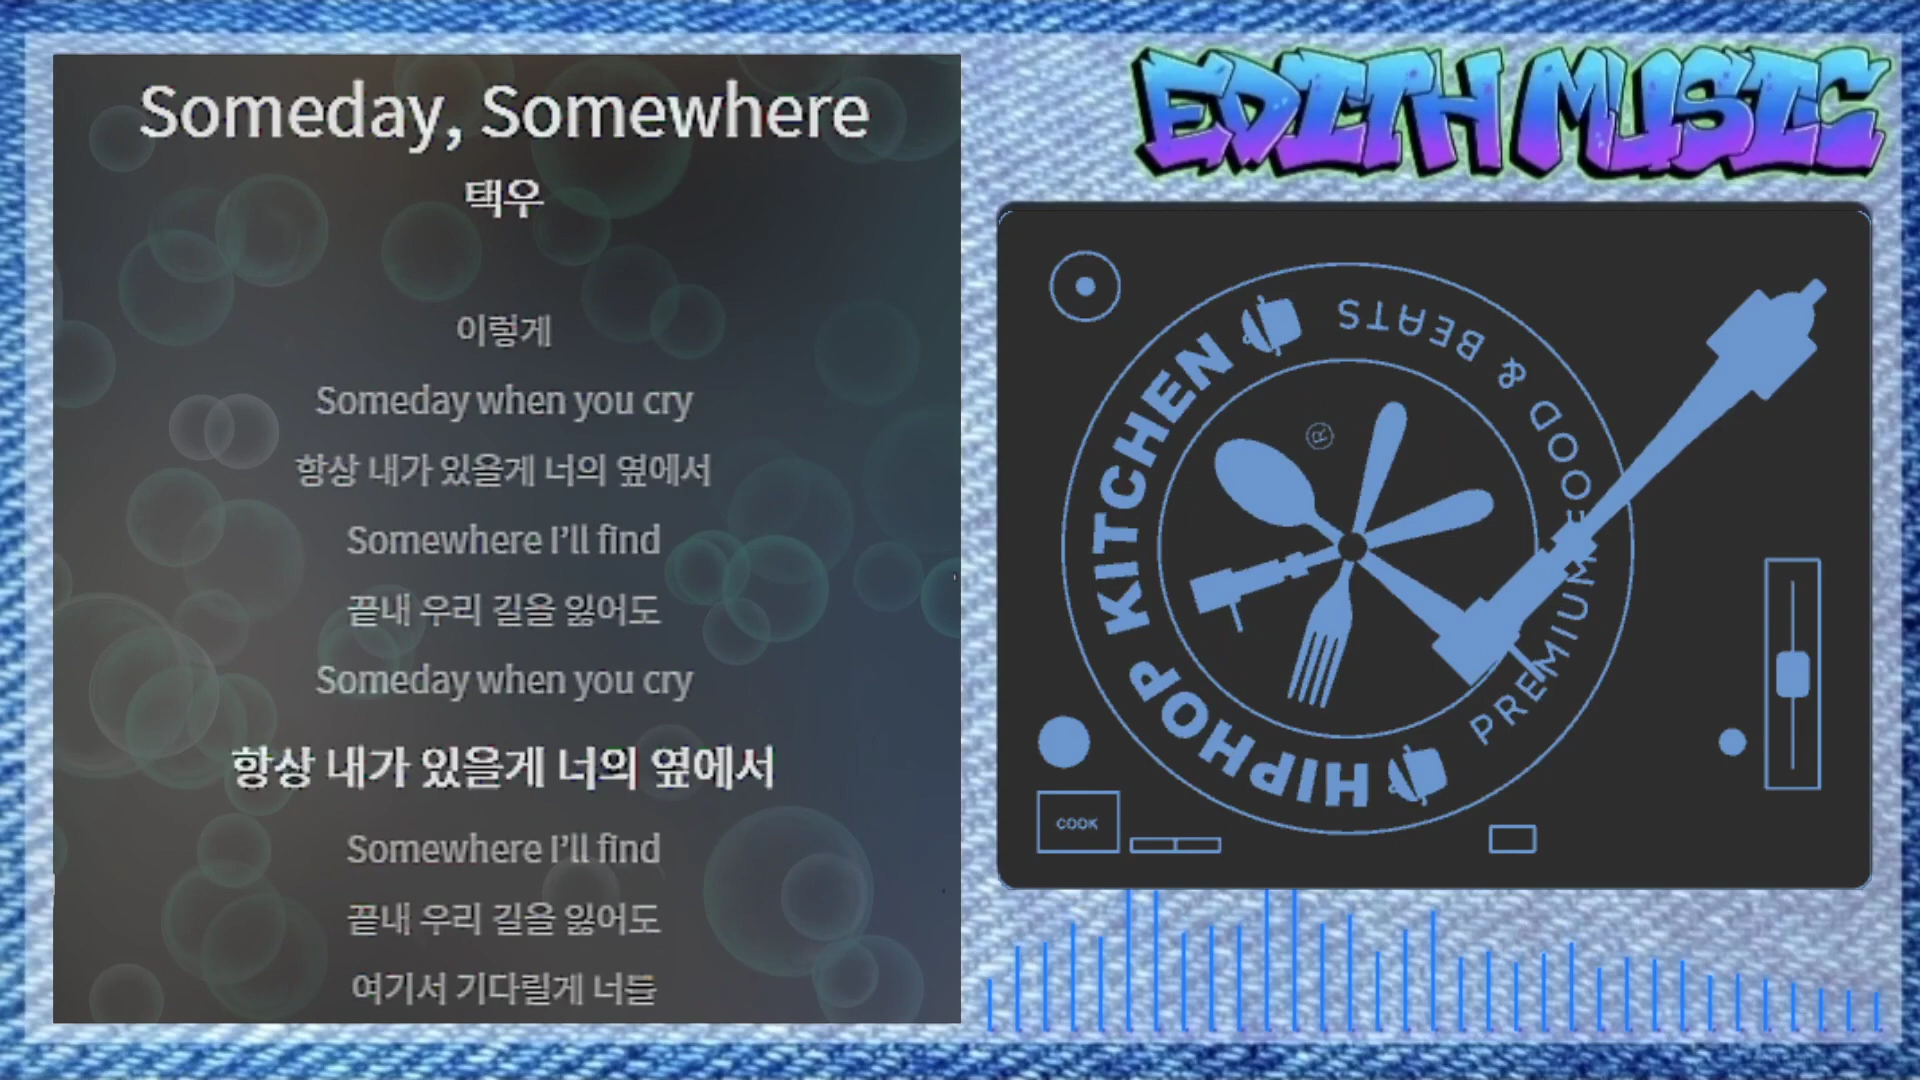 Someday, Somewhere
택우
이렇게
Someday when you cry
항상 내가 있을게 너의 옆에서
Somewhere I'll find
끝내 우리 길을 잃어도
Someday when you cry
항상 내가 있을게 너의 옆에서
Somewhere I'll find
끝내 우리 길을 잃어도
여기서 기다릴게 너를
EDITH MUSIC
HIPHOP KITCHEN
PREMIUM FOOD & BEATS
®
COOK